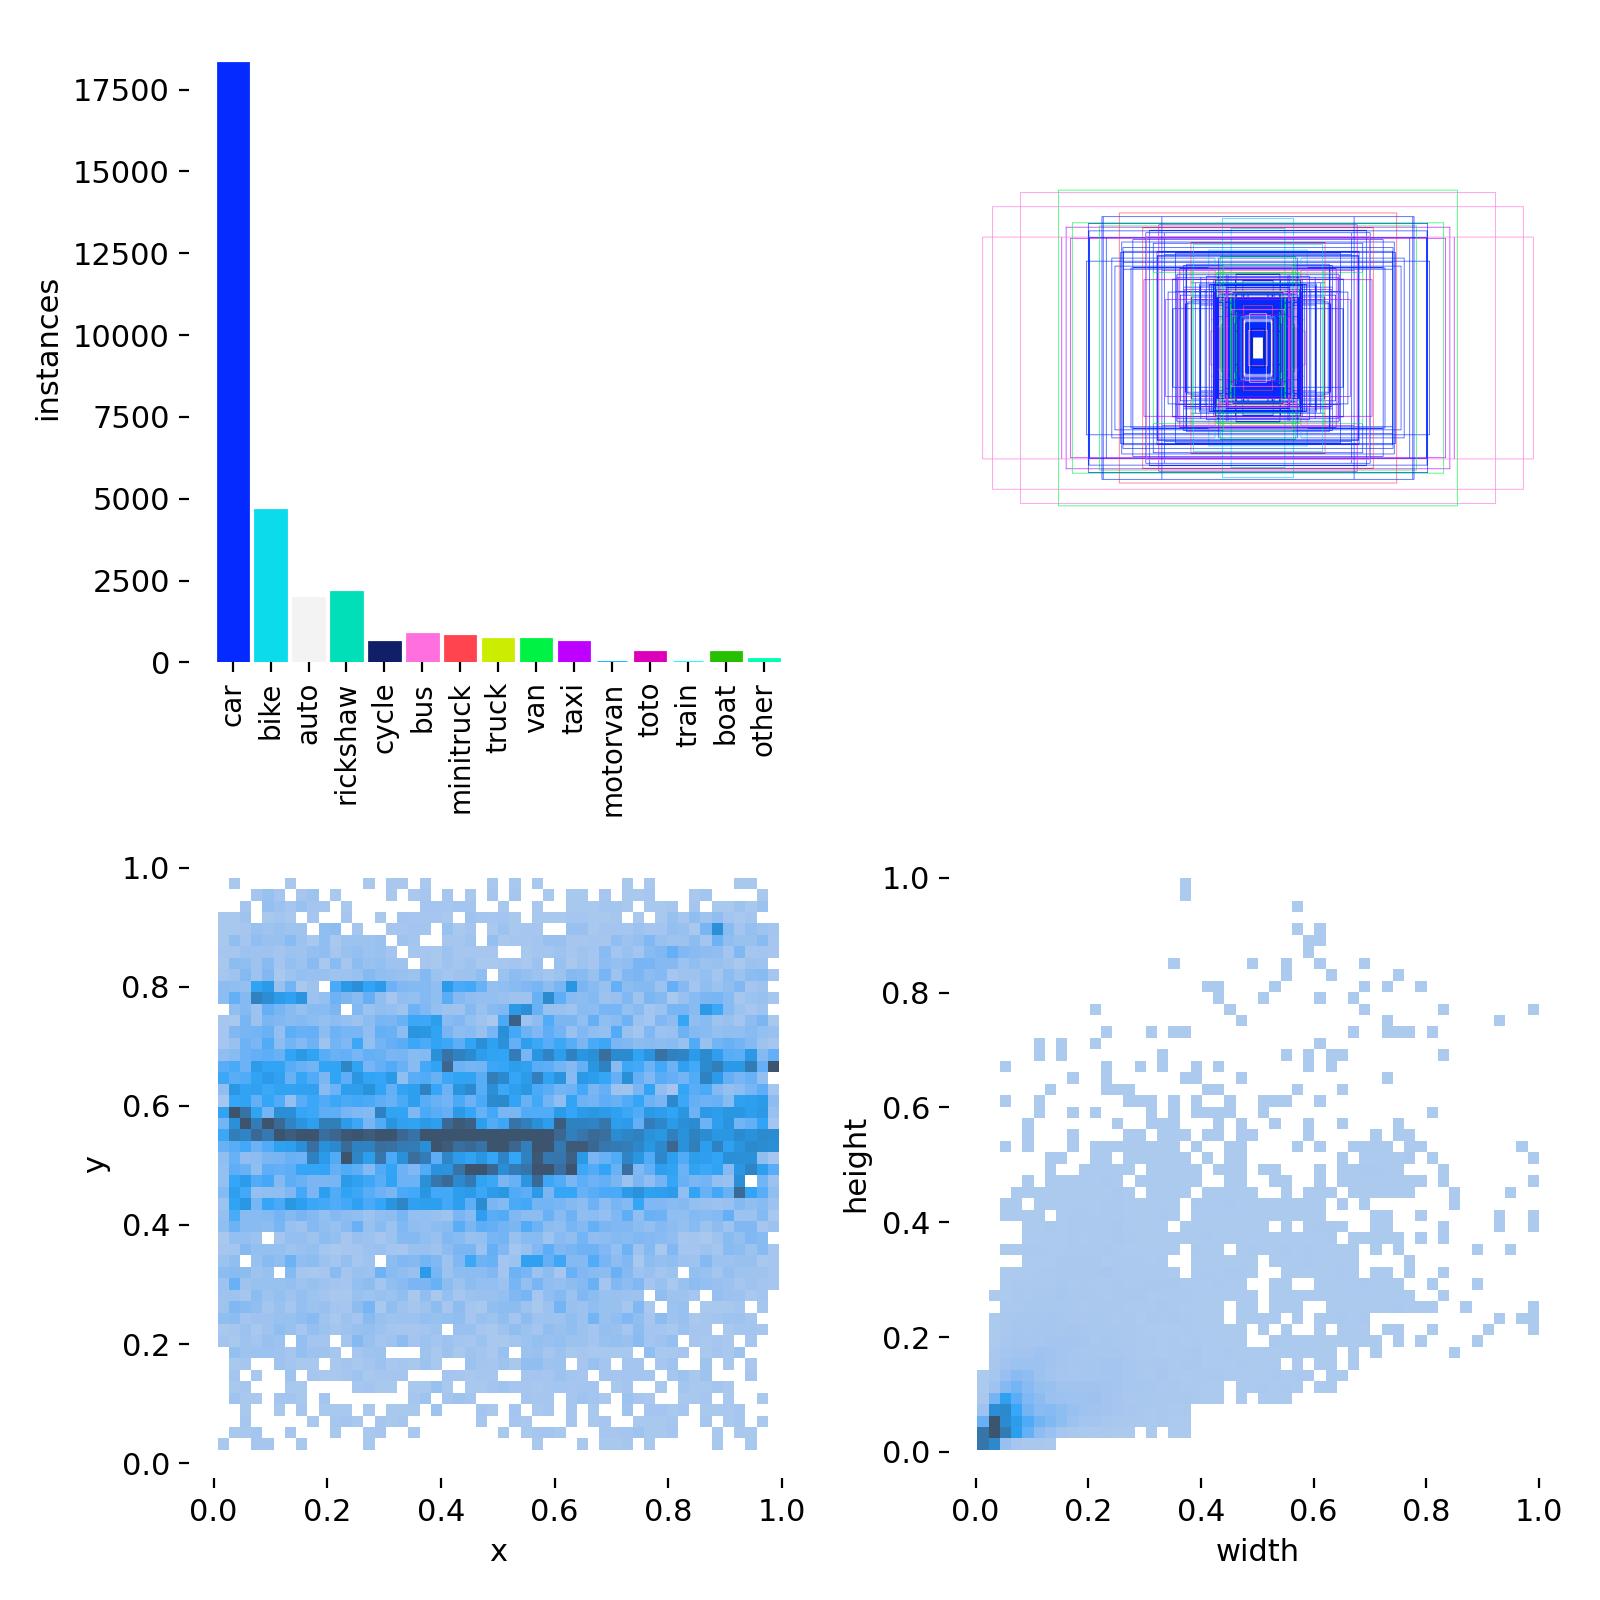 17500
15000
12500
10000
7500
5000
2500
0
instances
car
bike
auto
rickshaw
cycle
bus
minitruck
truck
van
taxi
motorvan
toto
train
boat
other
1.0
0.8
0.6
0.4
0.2
0.0
y
0.0 0.2 0.4 0.6 0.8 1.0
x
1.0
0.8
0.6
0.4
0.2
0.0
height
0.0 0.2 0.4 0.6 0.8 1.0
width